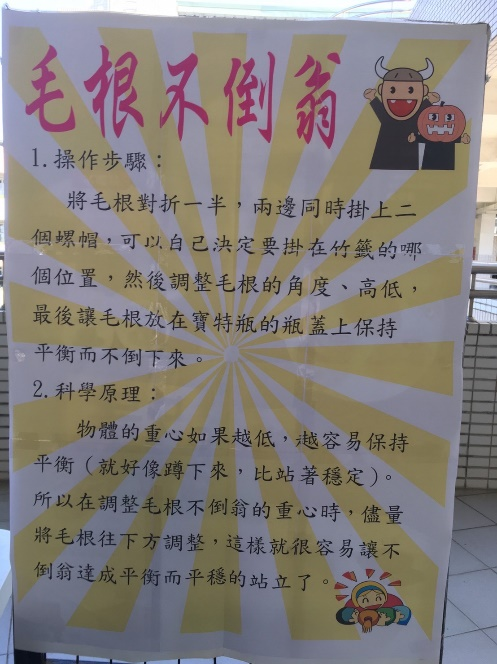 毛根不倒翁
1.操作步驟：
將毛根對折一半，兩邊同時掛上二
個螺帽，可以自己決定要掛在竹籤的哪
個位置，然後調整毛根的角度、高低，
最後讓毛根放在寶特瓶的瓶蓋上保持
平衡而不倒下來。
2.科學原理：
物體的重心如果越低，越容易保持
平衡（就好像蹲下來，比站著穩定）。
所以在調整毛根不倒翁的重心時，儘量
將毛根往下方調整，這樣就很容易讓不
倒翁達成平衡而平穩的站立了。